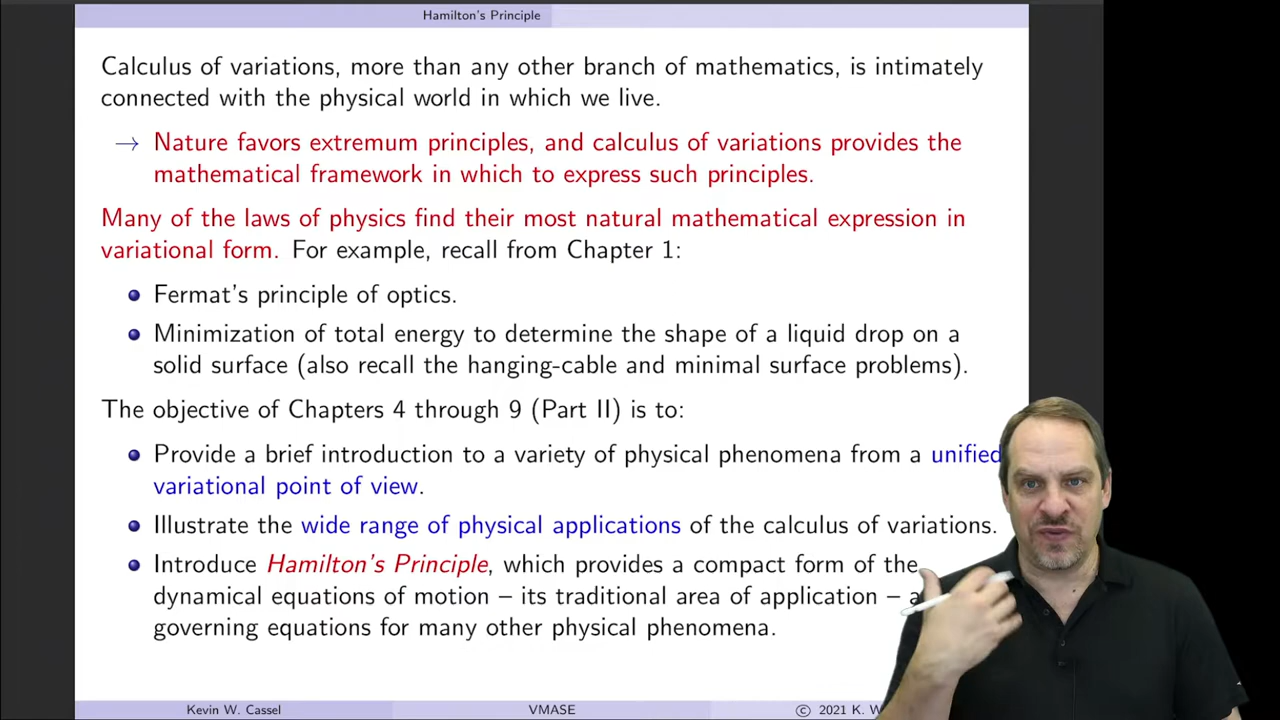 Hamilton's Principle
Calculus of variations, more than any other branch of mathematics, is intimately
connected with the physical world in which we live.
→ Nature favors extremum principles, and calculus of variations provides the
mathematical framework in which to express such principles.
Many of the laws of physics find their most natural mathematical expression in
variational form. For example, recall from Chapter 1:
Fermat's principle of optics.
Minimization of total energy to determine the shape of a liquid drop on a
solid surface (also recall the hanging-cable and minimal surface problems).
The objective of Chapters 4 through 9 (Part II) is to:
Provide a brief introduction to a variety of physical phenomena from a unified
variational point of view.
Illustrate the wide range of physical applications of the calculus of variations.
Introduce Hamilton's Principle, which provides a compact form of the
dynamical equations of motion – its traditional area of application –
governing equations for many other physical phenomena.
Kevin W. Cassel VMASE © 2021 K.